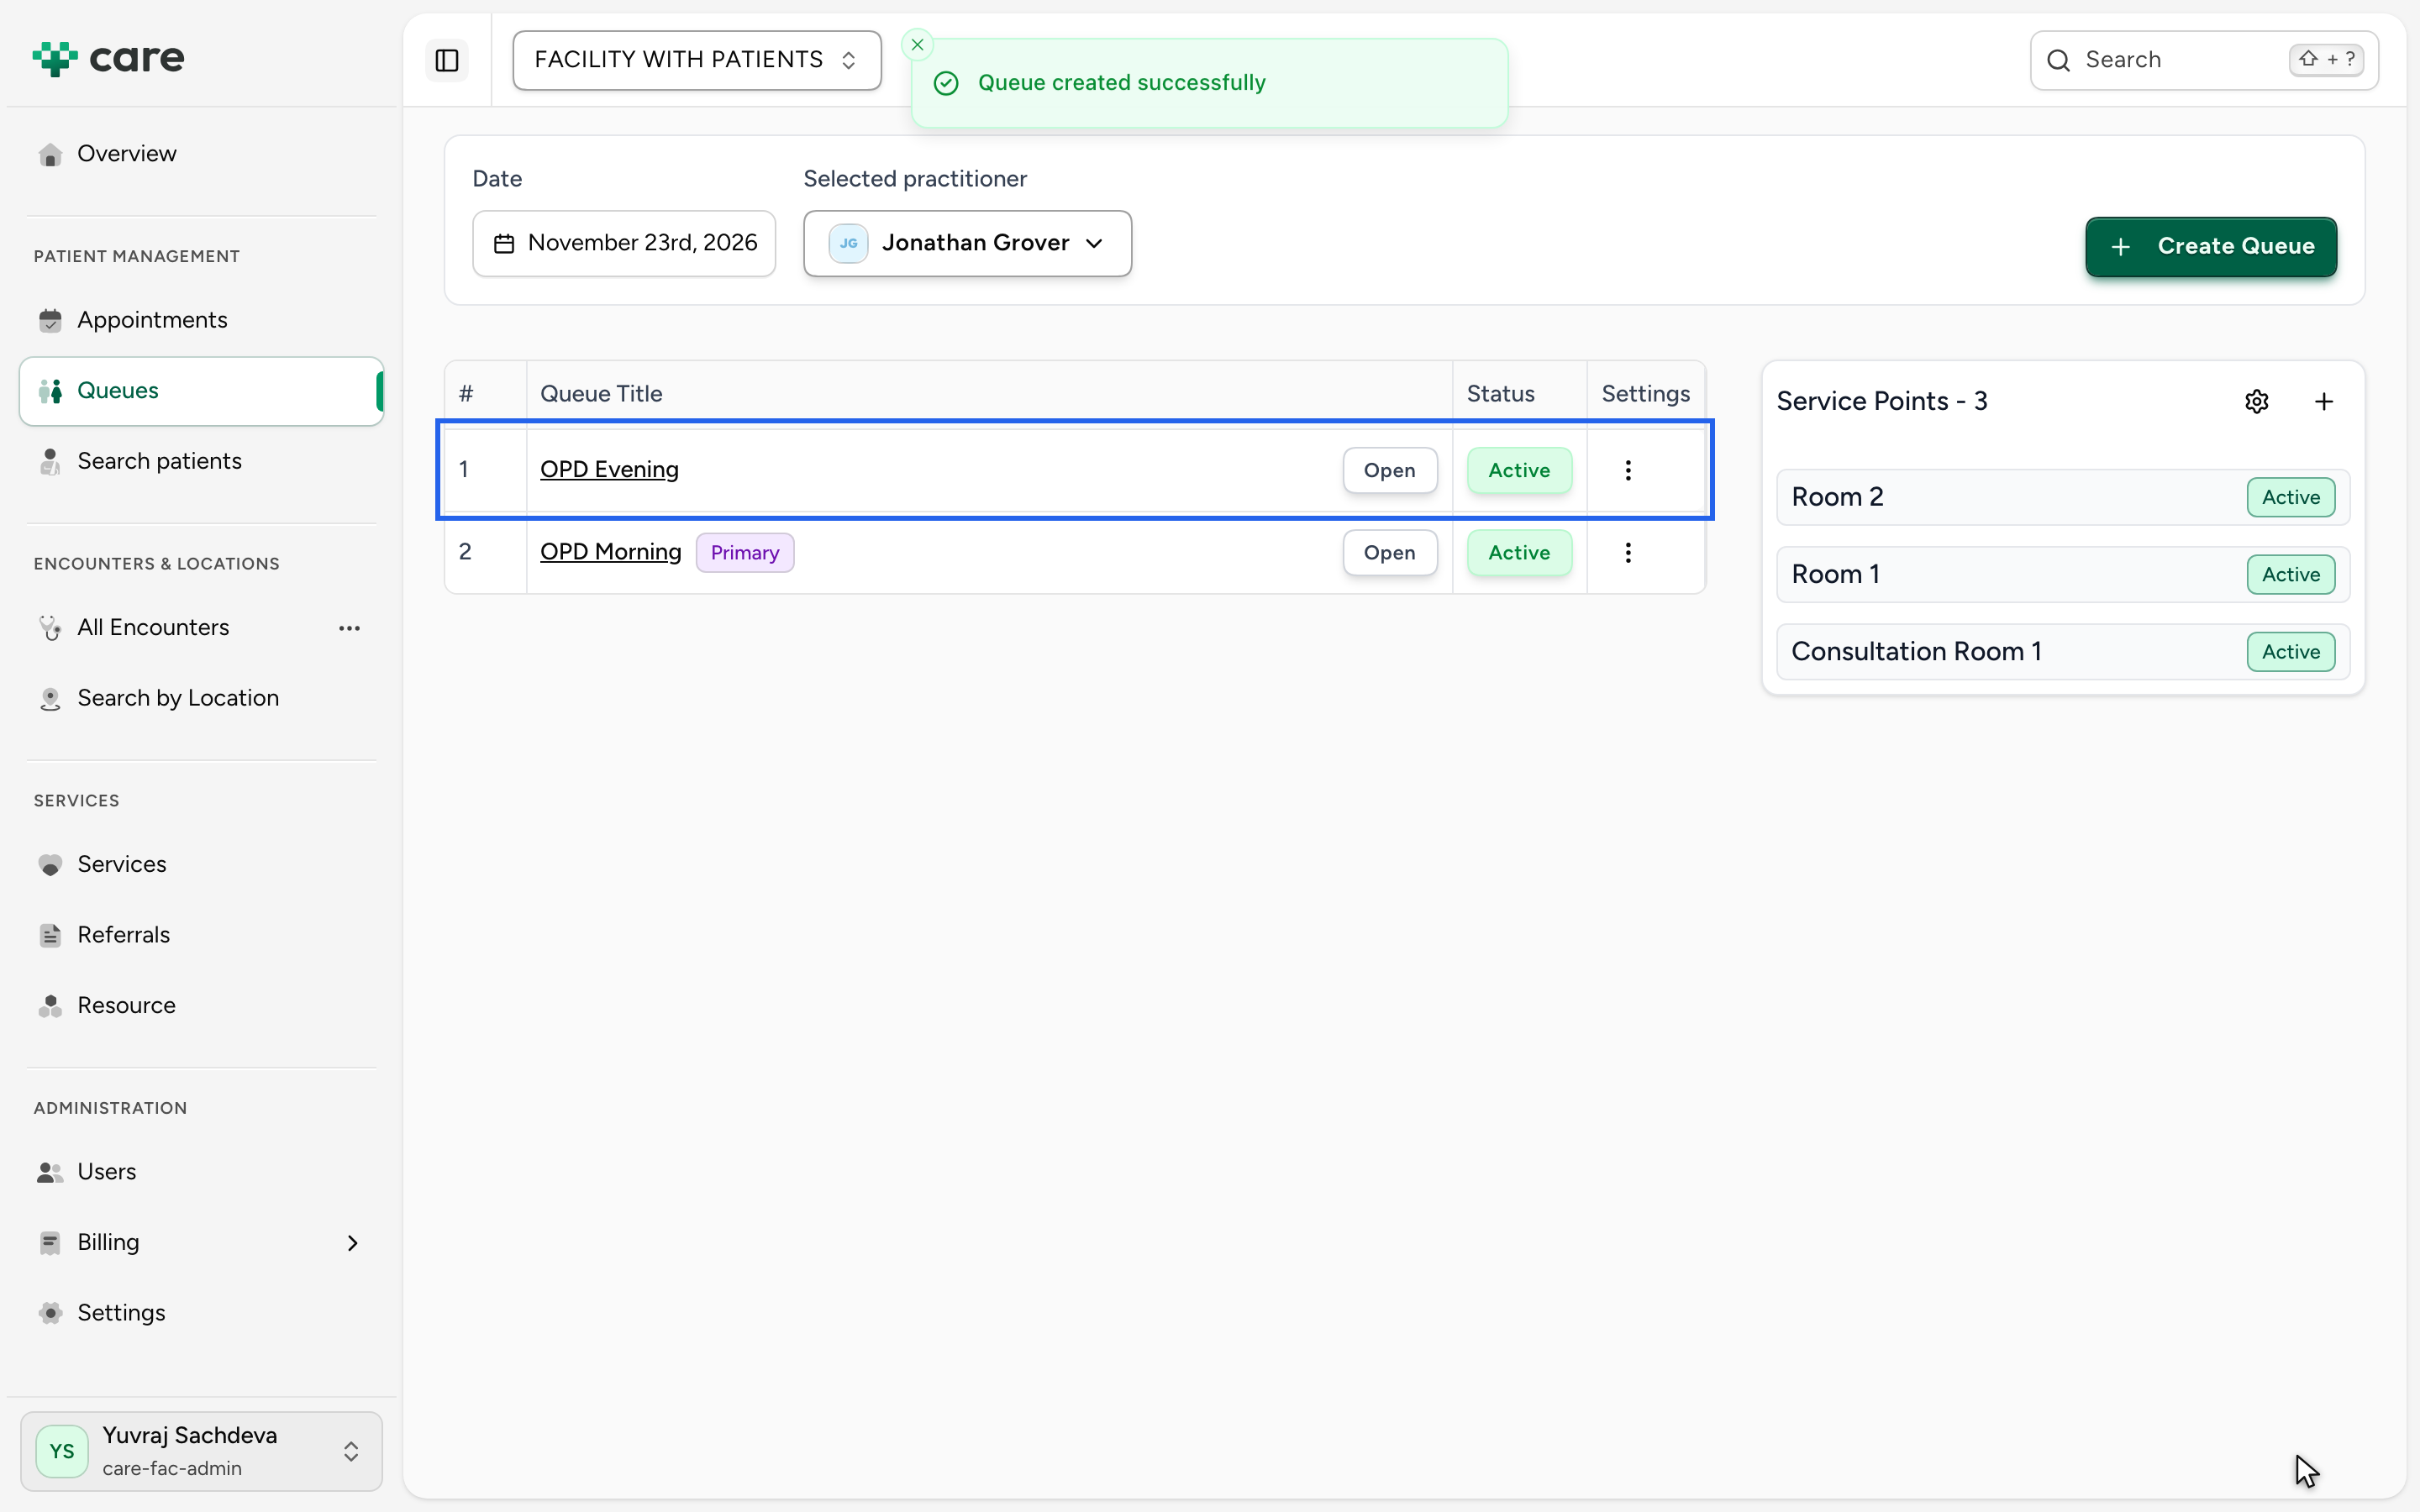 care
Overview
PATIENT MANAGEMENT
Appointments
Queues
Search patients
ENCOUNTERS & LOCATIONS
All Encounters
Search by Location
SERVICES
Services
Referrals
Resource
ADMINISTRATION
Users
Billing
Settings
YS
Yuvraj Sachdeva
care-fac-admin
FACILITY WITH PATIENTS
Queue created successfully
Search
+ ?
Date
Selected practitioner
November 23rd, 2026
JG Jonathan Grover
+ Create Queue
# Queue Title Status Settings
1 OPD Evening Open Active
2 OPD Morning Primary Open Active
Service Points - 3
Room 2 Active
Room 1 Active
Consultation Room 1 Active